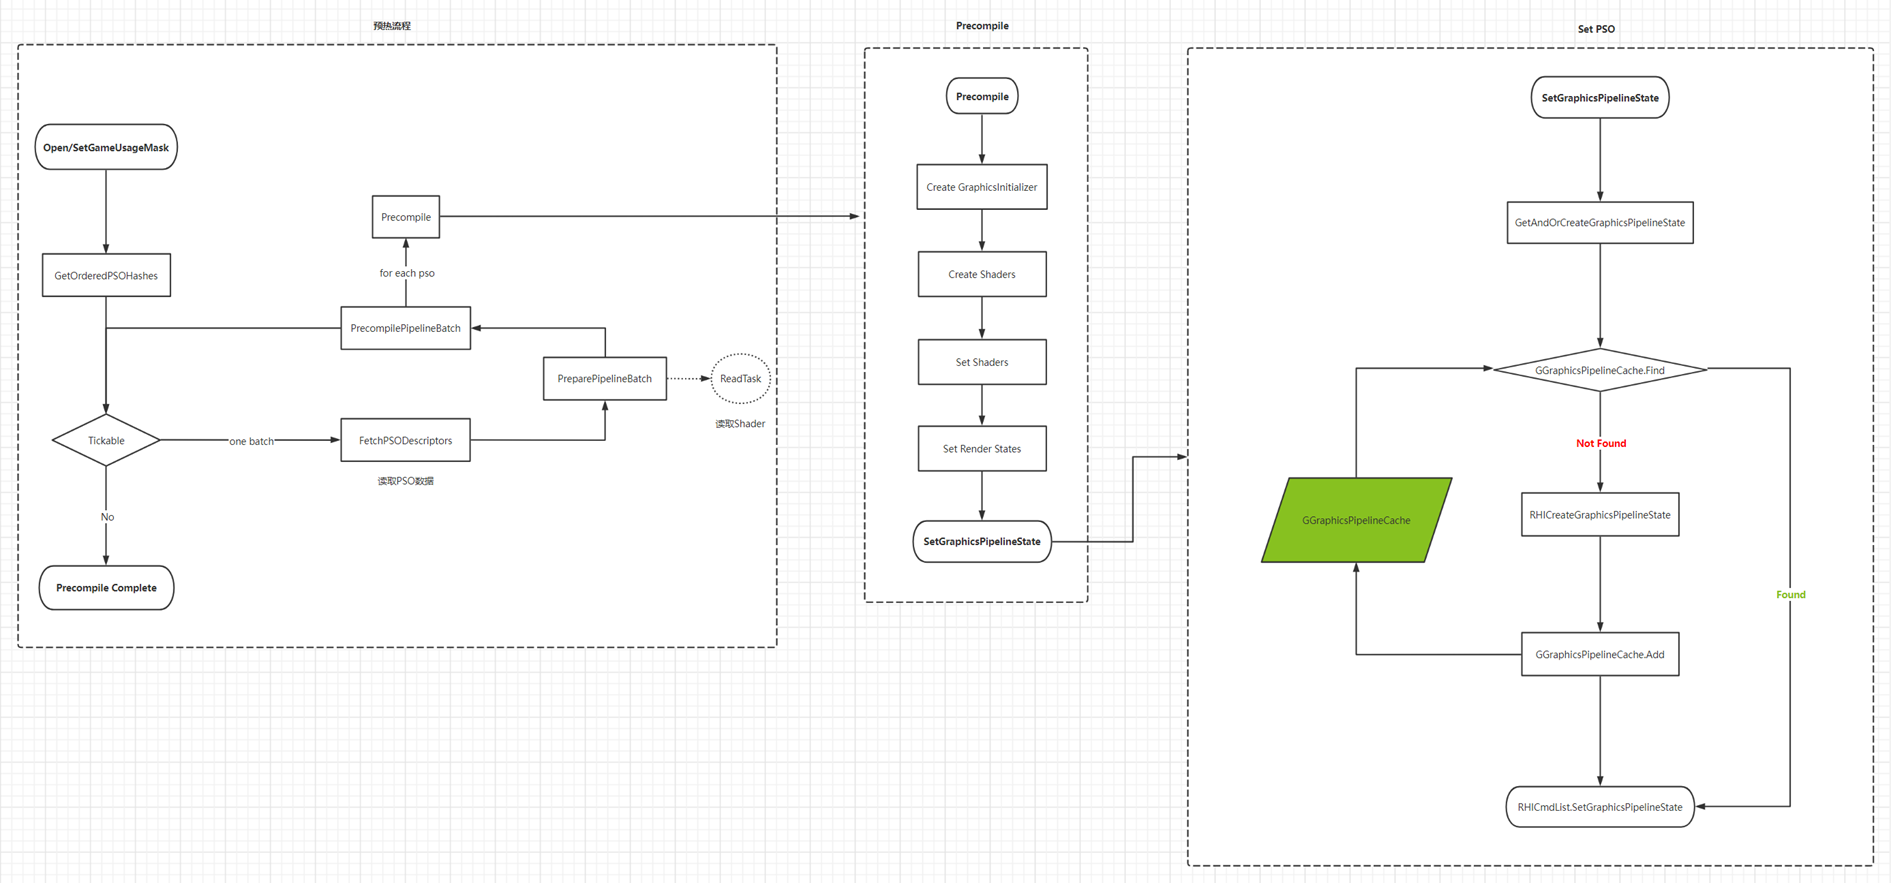 预热流程
Open/SetGameUsageMask
GetOrderedPSOHashes
Tickable
No
Precompile Complete
one batch
FetchPSODescriptors
读取PSO数据
PreparePipelineBatch
ReadTask
读取Shader
PrecompilePipelineBatch
for each pso
Precompile
Precompile
Precompile
Create GraphicsInitializer
Create Shaders
Set Shaders
Set Render States
SetGraphicsPipelineState
Set PSO
SetGraphicsPipelineState
GetAndOrCreateGraphicsPipelineState
GGraphicsPipelineCache.Find
Not Found
RHICreateGraphicsPipelineState
GGraphicsPipelineCache
Found
GGraphicsPipelineCache.Add
RHICmdList.SetGraphicsPipelineState